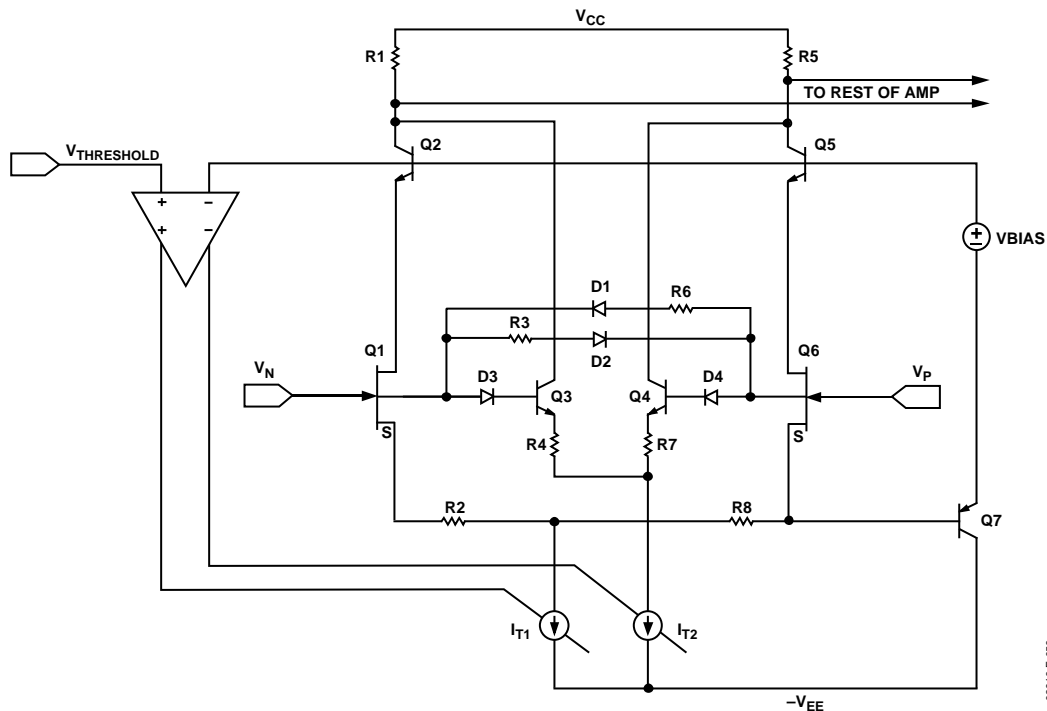 VCC
R1
R5
TO REST OF AMP
VTHRESHOLD
Q2
Q5
+
−
+
−
+
−
VBIAS
D1
R6
R3
D2
Q1
Q6
VN
D3
Q3
Q4
D4
VP
S
R4
R7
S
R2
R8
Q7
IT1
IT2
−VEE